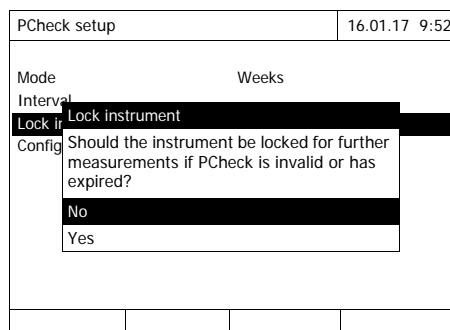 PCheck setup 16.01.17 9:52
Mode Weeks
Interval
Lock instrument
Should the instrument be locked for further
measurements if PCheck is invalid or has
expired?
No
Yes